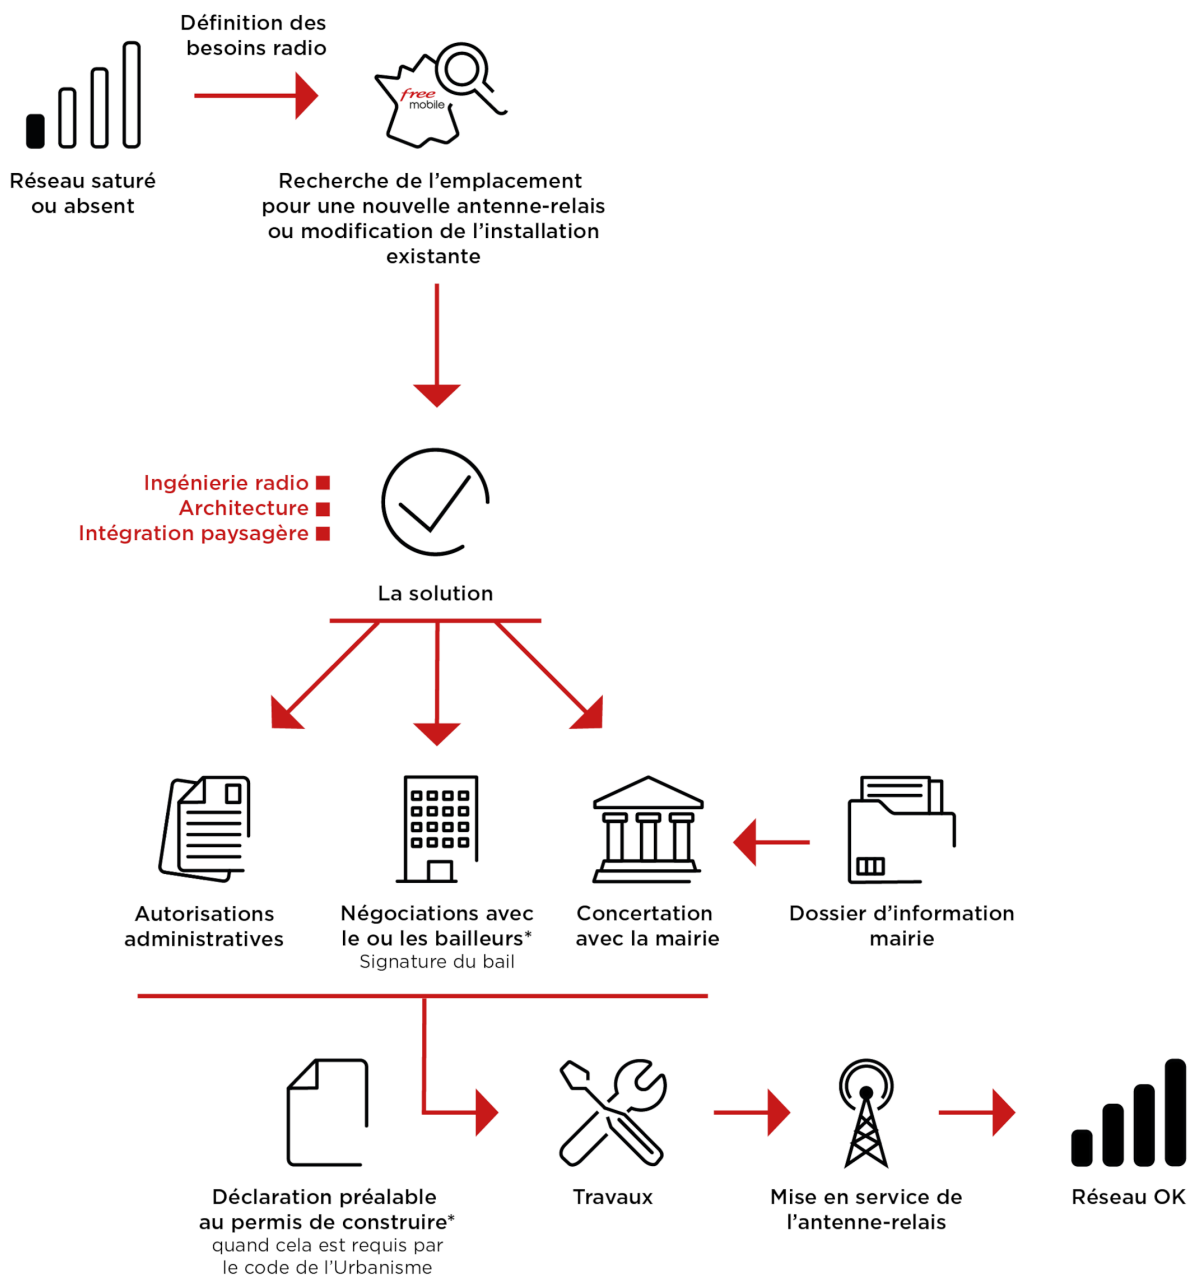 Définition des
besoins radio
free
mobile
Réseau saturé
ou absent
Recherche de l’emplacement
pour une nouvelle antenne-relais
ou modification de l’installation
existante
Ingénierie radio
Architecture
Intégration paysagère
La solution
Autorisations
administratives
Négociations avec
le ou les bailleurs*
Signature du bail
Concertation
avec la mairie
Dossier d’information
mairie
Déclaration préalable
au permis de construire*
quand cela est requis par
le code de l’Urbanisme
Travaux
Mise en service de
l’antenne-relais
Réseau OK